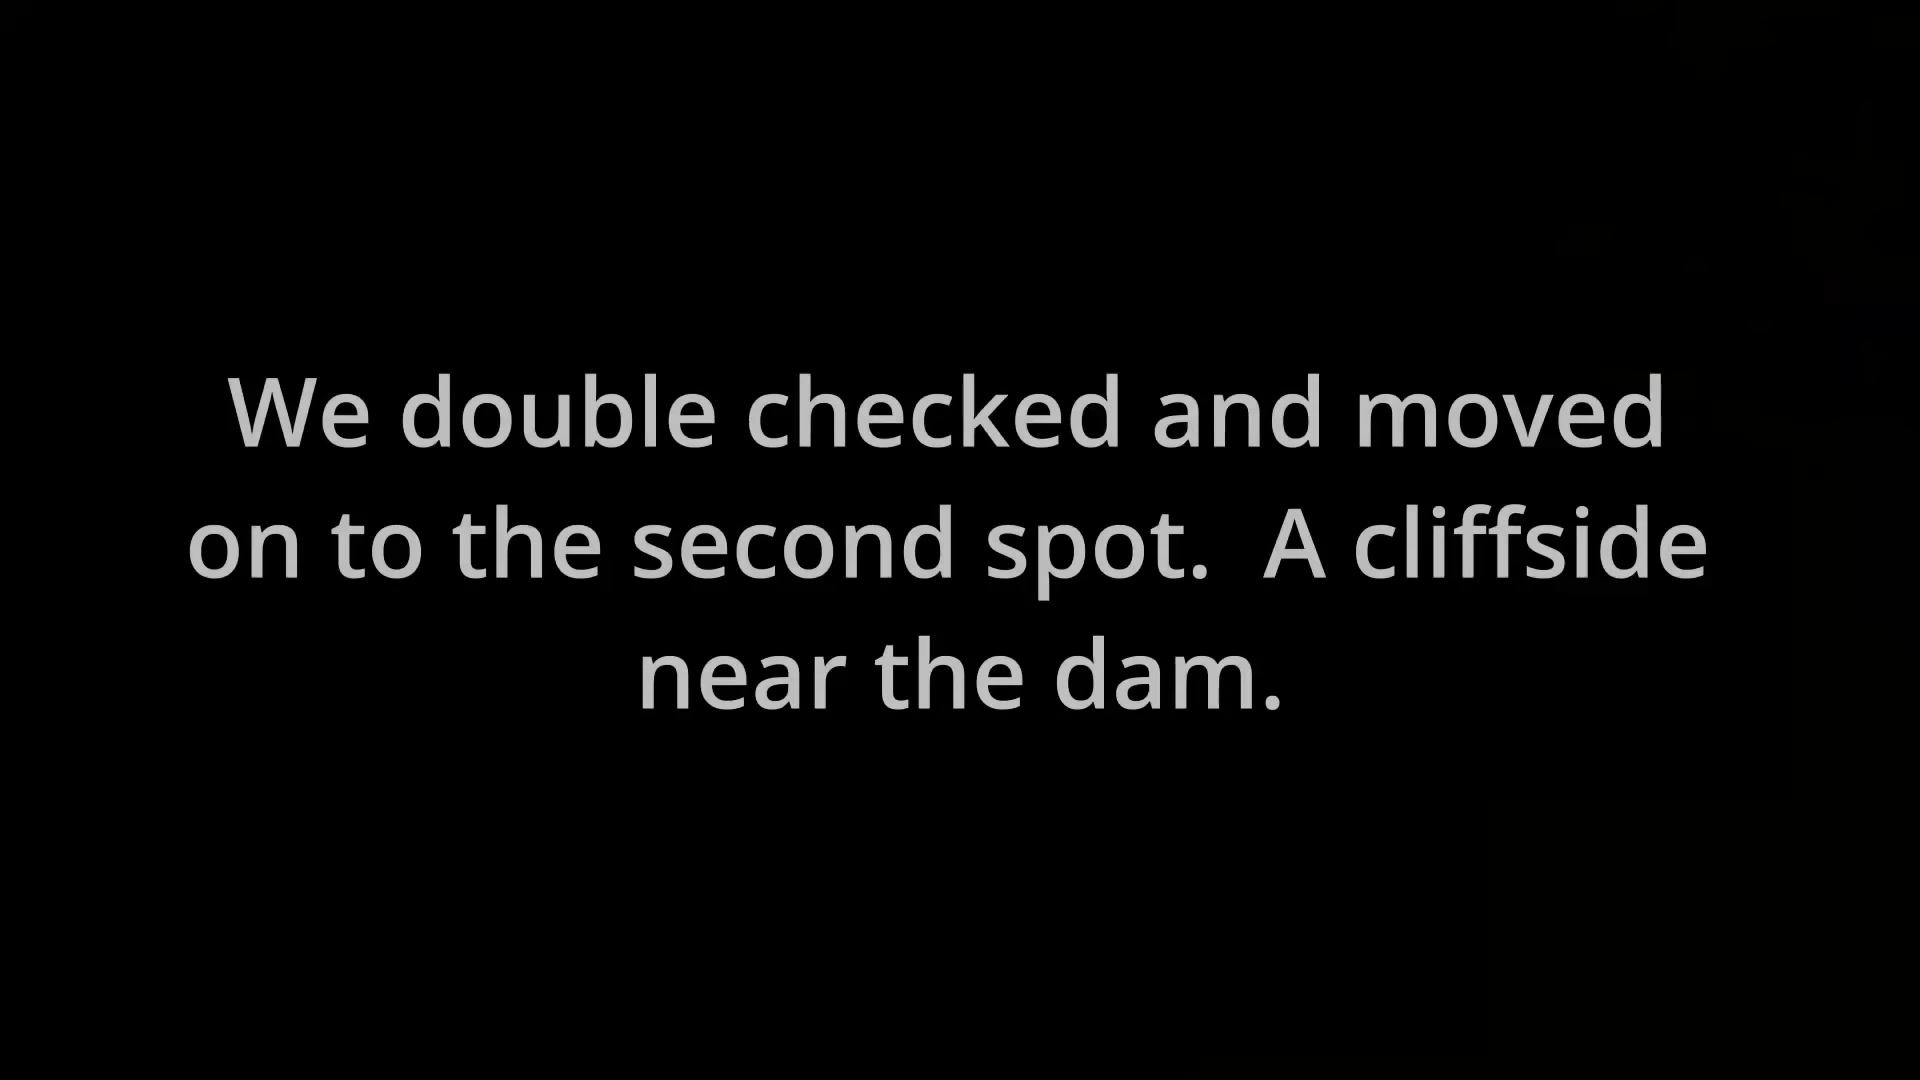 We double checked and moved
on to the second spot.  A cliffside
near the dam.